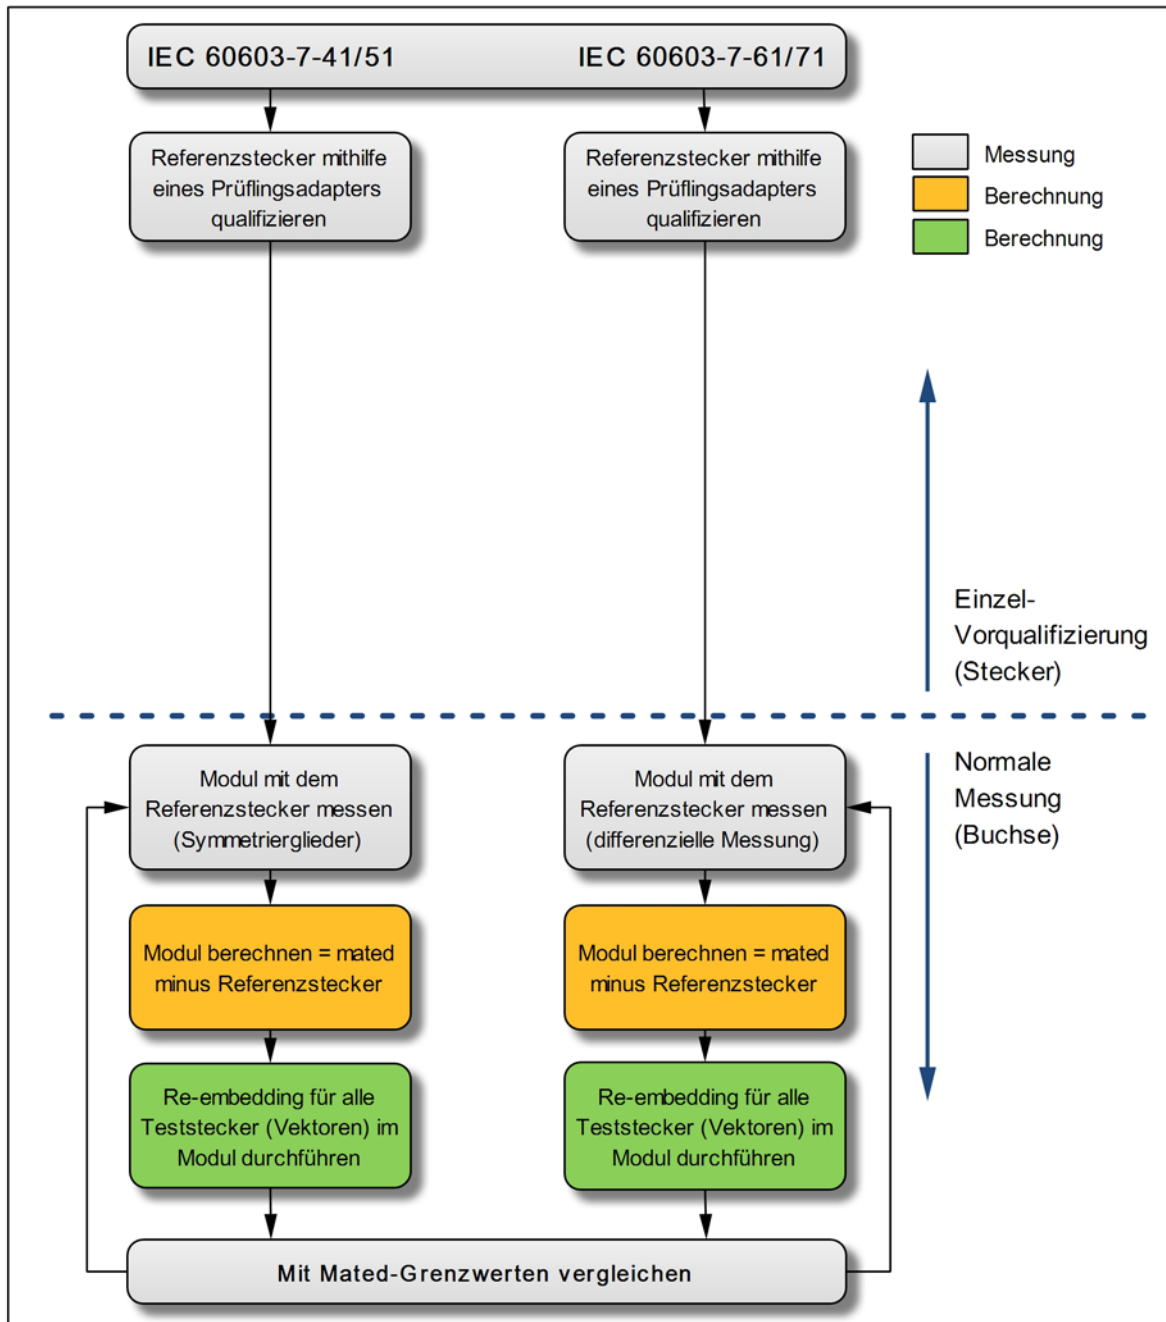 IEC 60603-7-41/51
IEC 60603-7-61/71
Referenzstecker mithilfe
eines Prüflingsadapters
qualifizieren
Referenzstecker mithilfe
eines Prüflingsadapters
qualifizieren
Messung
Berechnung
Berechnung
Einzel-
Vorqualifizierung
(Stecker)
Normale
Messung
(Buchse)
Modul mit dem
Referenzstecker messen
(Symmetrierglieder)
Modul mit dem
Referenzstecker messen
(differenzielle Messung)
Modul berechnen = mated
minus Referenzstecker
Modul berechnen = mated
minus Referenzstecker
Re-embedding für alle
Teststecker (Vektoren) im
Modul durchführen
Re-embedding für alle
Teststecker (Vektoren) im
Modul durchführen
Mit Mated-Grenzwerten vergleichen